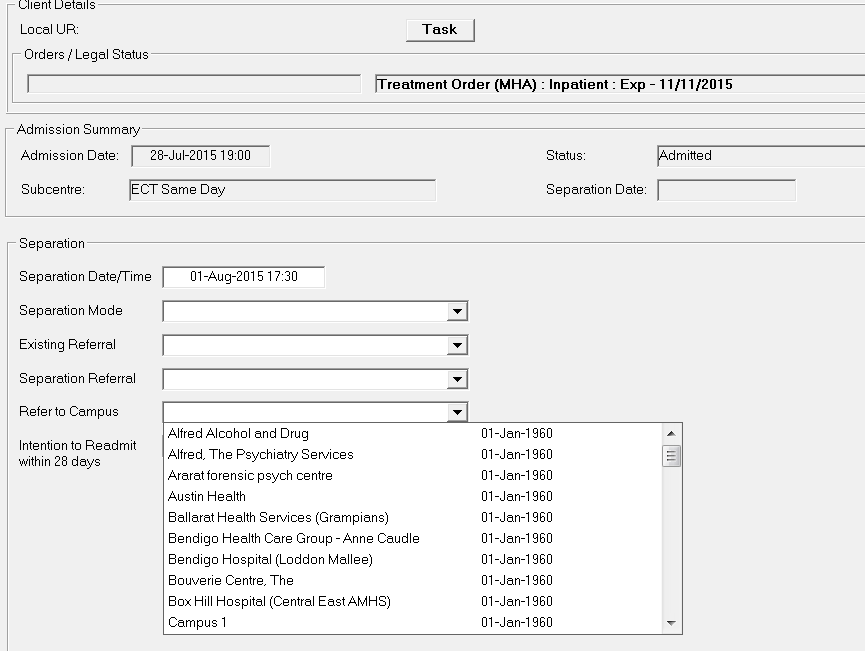 Client Details
Local UR:
Task
Orders / Legal Status
Treatment Order (MHA) : Inpatient : Exp - 11/11/2015
Admission Summary
Admission Date: 28-Jul-2015 19:00 Status: Admitted
Subcentre: ECT Same Day Separation Date:
Separation
Separation Date/Time 01-Aug-2015 17:30
Separation Mode
Existing Referral
Separation Referral
Refer to Campus
Intention to Readmit
within 28 days
Alfred Alcohol and Drug 01-Jan-1960
Alfred, The Psychiatry Services 01-Jan-1960
Ararat forensic psych centre 01-Jan-1960
Austin Health 01-Jan-1960
Ballarat Health Services (Grampians) 01-Jan-1960
Bendigo Health Care Group - Anne Caudle 01-Jan-1960
Bendigo Hospital (Loddon Mallee) 01-Jan-1960
Bouverie Centre, The 01-Jan-1960
Box Hill Hospital (Central East AMHS) 01-Jan-1960
Campus 1 01-Jan-1960